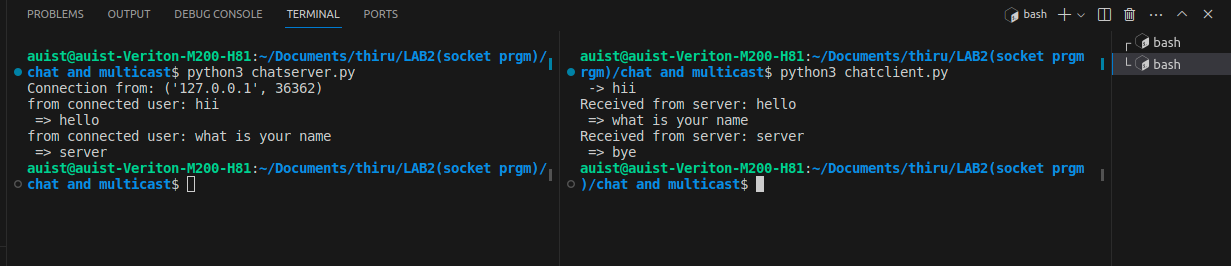 PROBLEMS OUTPUT DEBUG CONSOLE TERMINAL PORTS bash
auist@auist-Veriton-M200-H81:~/Documents/thiru/LAB2(socket prgm)/
chat and multicast$ python3 chatserver.py
Connection from: ('127.0.0.1', 36362)
from connected user: hii
=> hello
from connected user: what is your name
=> server
auist@auist-Veriton-M200-H81:~/Documents/thiru/LAB2(socket prgm)/
chat and multicast$
auist@auist-Veriton-M200-H81:~/Documents/thiru/LAB2(socket prgm
rgm)/chat and multicast$ python3 chatclient.py
-> hii
Received from server: hello
=> what is your name
Received from server: server
=> bye
auist@auist-Veriton-M200-H81:~/Documents/thiru/LAB2(socket prgm
)/chat and multicast$
bash
bash